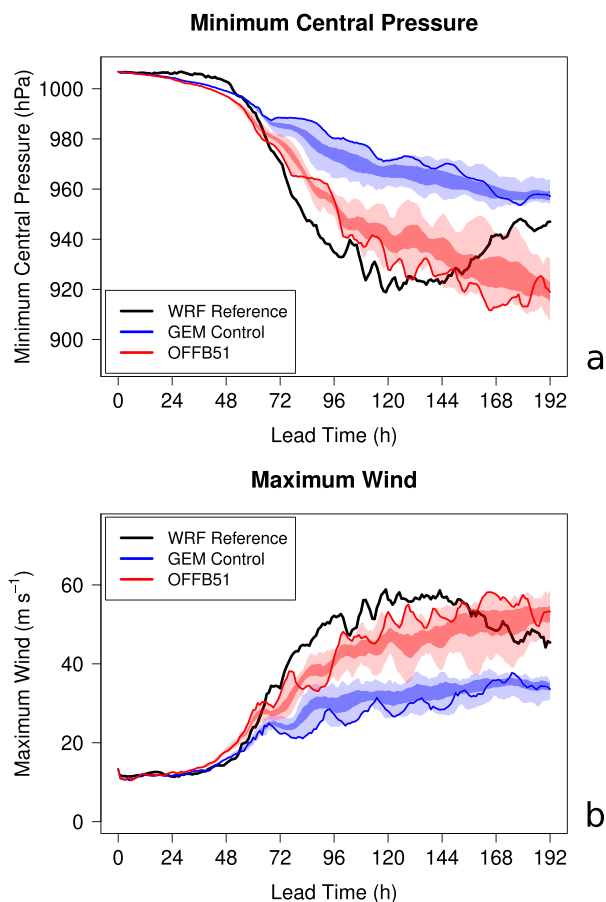 Minimum Central Pressure
Minimum Central Pressure (hPa)
1000
980
960
940
920
900
WRF Reference
GEM Control
OFFB51
0 24 48 72 96 120 144 168 192
Lead Time (h)
a
Maximum Wind
Maximum Wind (m s⁻¹)
60
40
20
0
WRF Reference
GEM Control
OFFB51
0 24 48 72 96 120 144 168 192
Lead Time (h)
b